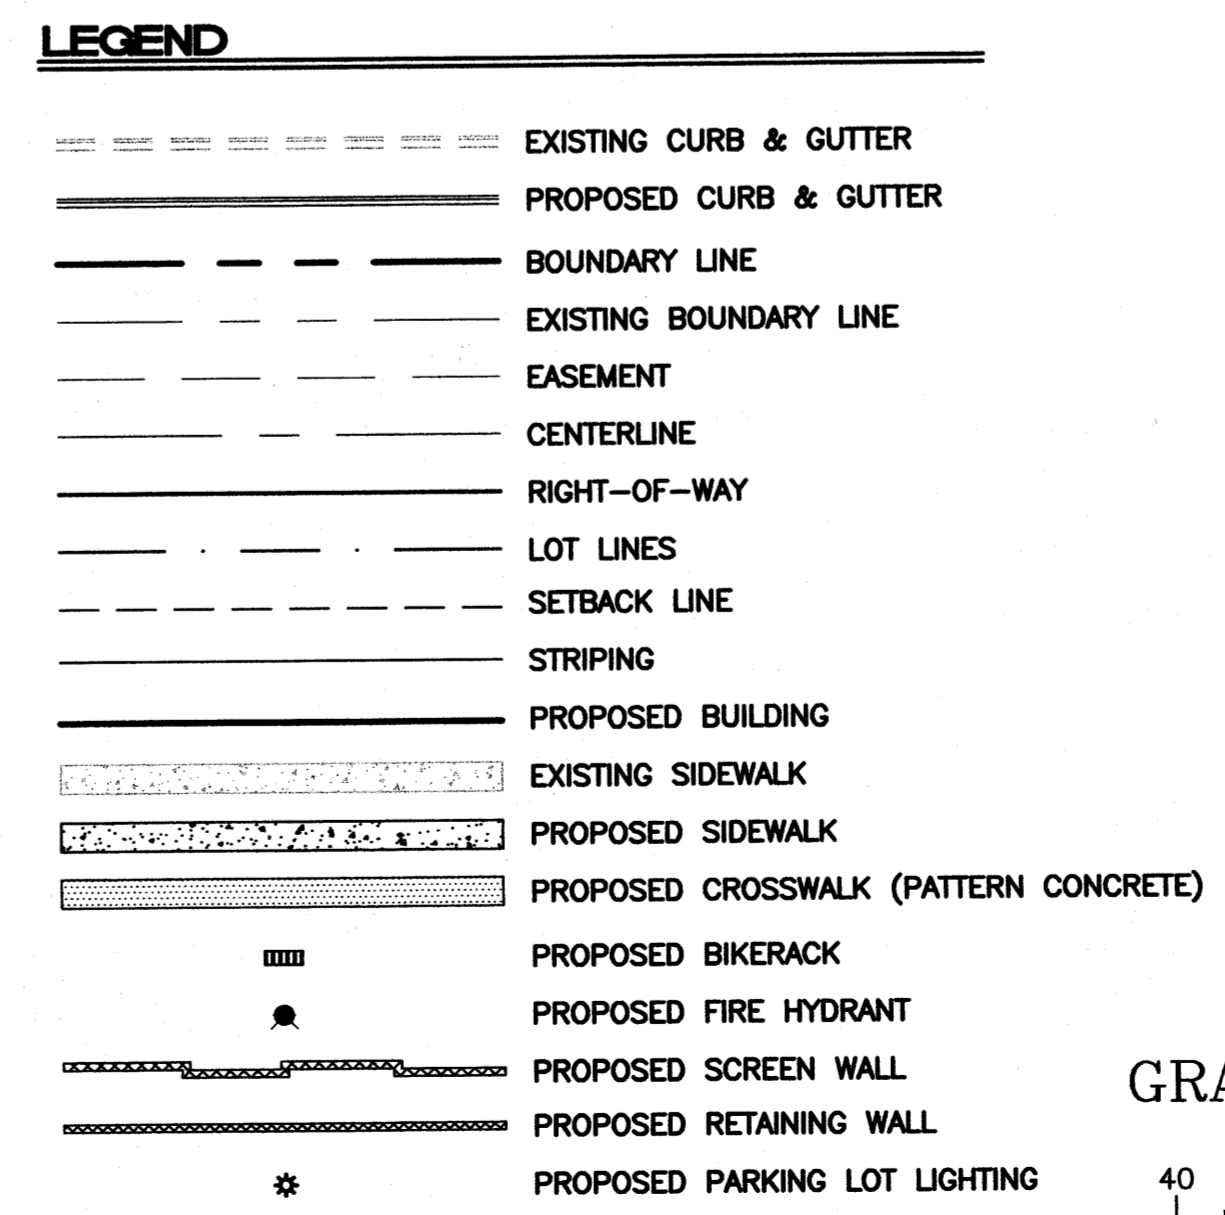 LEGEND
EXISTING CURB & GUTTER
PROPOSED CURB & GUTTER
BOUNDARY LINE
EXISTING BOUNDARY LINE
EASEMENT
CENTERLINE
RIGHT-OF-WAY
LOT LINES
SETBACK LINE
STRIPING
PROPOSED BUILDING
EXISTING SIDEWALK
PROPOSED SIDEWALK
PROPOSED CROSSWALK (PATTERN CONCRETE)
PROPOSED BIKERACK
PROPOSED FIRE HYDRANT
PROPOSED SCREEN WALL
GRA
PROPOSED RETAINING WALL
PROPOSED PARKING LOT LIGHTING
40